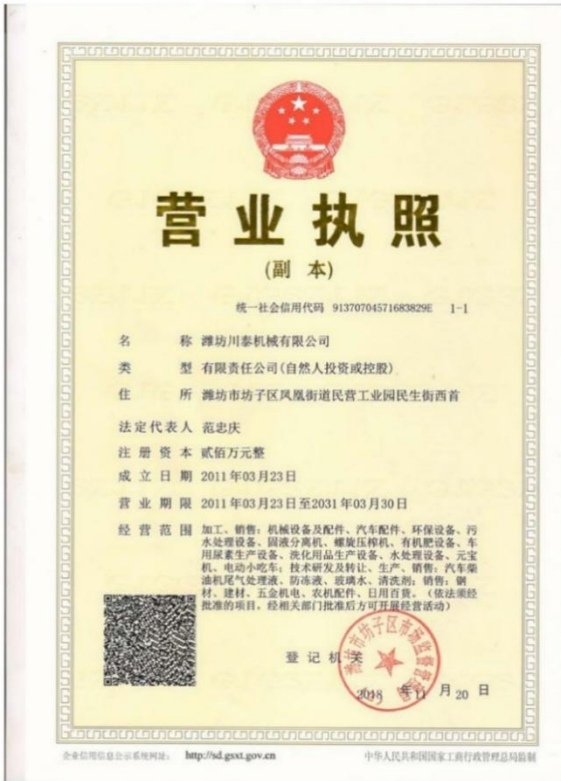 营业执照
(副 本)
统一社会信用代码 91370704571683829E 1-1
名 称 潍坊川泰机械有限公司
类 型 有限责任公司(自然人投资或控股)
住 所 潍坊市坊子区凤凰街道民营工业园民生街西首
法定代表人 范忠庆
注册资本 贰佰万元整
成立日期 2011年03月23日
营业期限 2011年03月23日至2031年03月30日
经营范围 加工、销售：机械设备及配件、汽车配件、环保设备、污
水处理设备、固液分离机、螺旋压榨机、有机肥设备、车
用尿素生产设备、洗化用品生产设备、水处理设备、元宝
机、电动小吃车；技术研发及转让、生产、销售：汽车柴
油机尾气处理液、防冻液、玻璃水、清洗剂；销售：钢
材、建材、五金机电、农机配件、日用百货。（依法须经
批准的项目，经相关部门批准后方可开展经营活动）
登记机关
潍坊市坊子区市场监督管理局
2018 年 11 月 20 日
企业信用信息公示系统网址： http://sd.gsxt.gov.cn 中华人民共和国国家工商行政管理总局监制